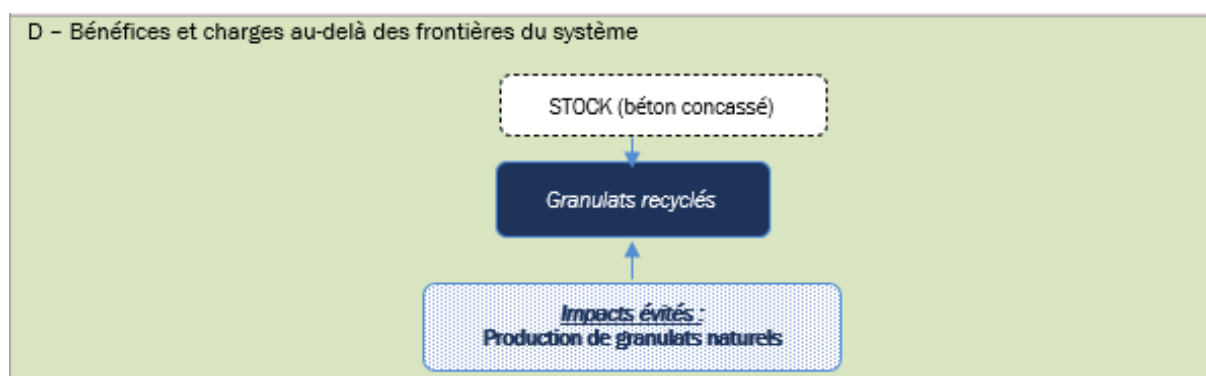 D – Bénéfices et charges au-delà des frontières du système
STOCK (béton concassé)
Granulats recyclés
Impacts évités :
Production de granulats naturels